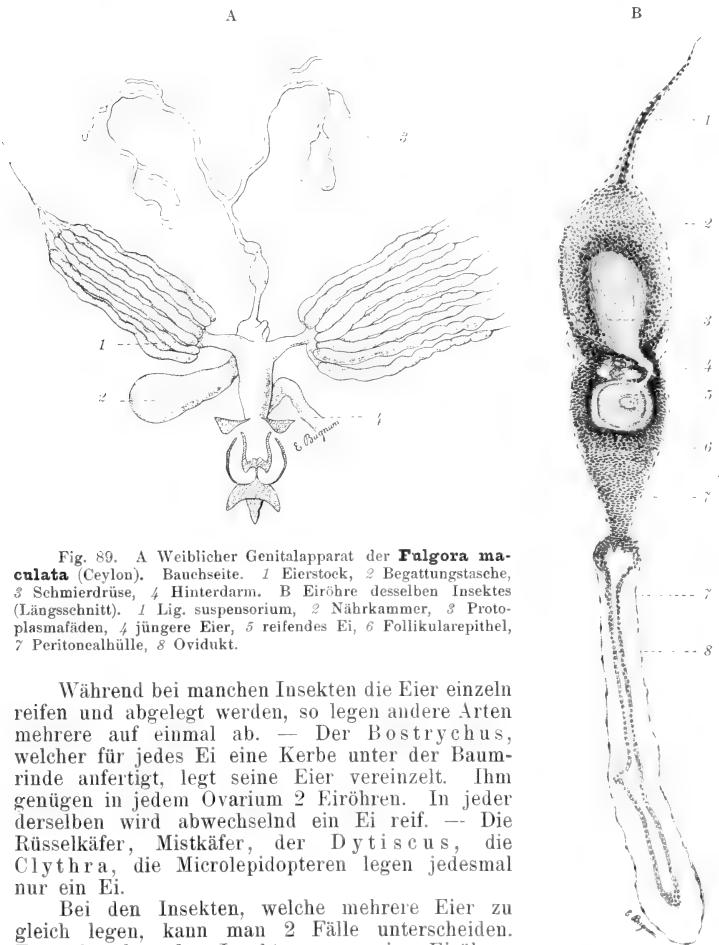 A
B
1
2
3
4
5
6
7
7
8
3
1
2
4
E. Bugnion
Fig. 89. A Weiblicher Genitalapparat der Fulgora ma-
culata (Ceylon). Bauchseite. 1 Eierstock, 2 Begattungstasche,
3 Schmierdrüse, 4 Hinterdarm. B Eiröhre desselben Insektes
(Längsschnitt). 1 Lig. suspensorium, 2 Nährkammer, 3 Proto-
plasmafäden, 4 jüngere Eier, 5 reifendes Ei, 6 Follikularepithel,
7 Peritonealhülle, 8 Ovidukt.
Während bei manchen Insekten die Eier einzeln
reifen und abgelegt werden, so legen andere Arten
mehrere auf einmal ab. — Der Bostrychus,
welcher für jedes Ei eine Kerbe unter der Baum-
rinde anfertigt, legt seine Eier vereinzelt. Ihm
genügen in jedem Ovarium 2 Eiröhren. In jeder
derselben wird abwechselnd ein Ei reif. — Die
Rüsselkäfer, Mistkäfer, der Dytiscus, die
Clythra, die Microlepidopteren legen jedesmal
nur ein Ei.
Bei den Insekten, welche mehrere Eier zu
gleich legen, kann man 2 Fälle unterscheiden.